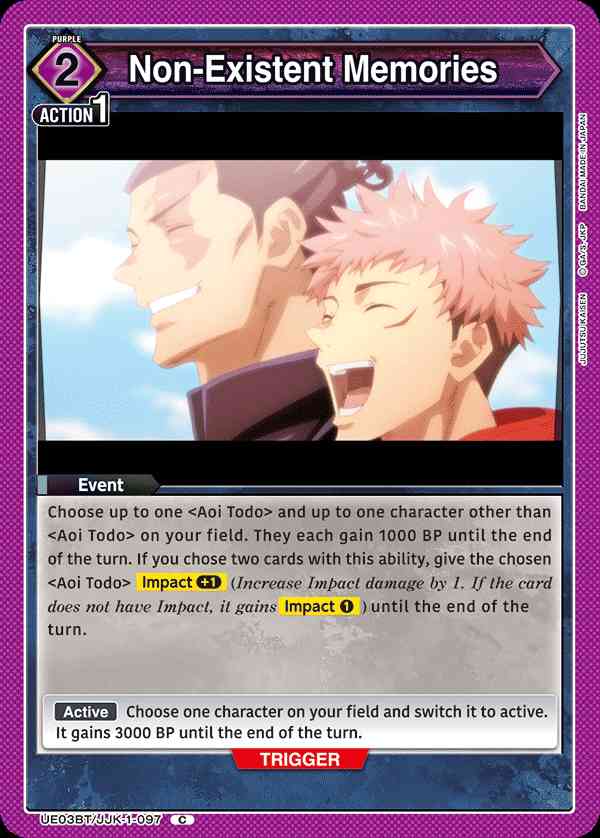 PURPLE
2
Non-Existent Memories
ACTION 1
BANDAI MADE IN JAPAN
© GA/S, JKP
JUJUTSU KAISEN
Event
Choose up to one <Aoi Todo> and up to one character other than
<Aoi Todo> on your field. They each gain 1000 BP until the end
of the turn. If you chose two cards with this ability, give the chosen
<Aoi Todo> Impact +1 (Increase Impact damage by 1. If the card
does not have Impact, it gains Impact 1 ) until the end of the
turn.
Active Choose one character on your field and switch it to active.
It gains 3000 BP until the end of the turn.
TRIGGER
UE03BT/JJK-1-097 C